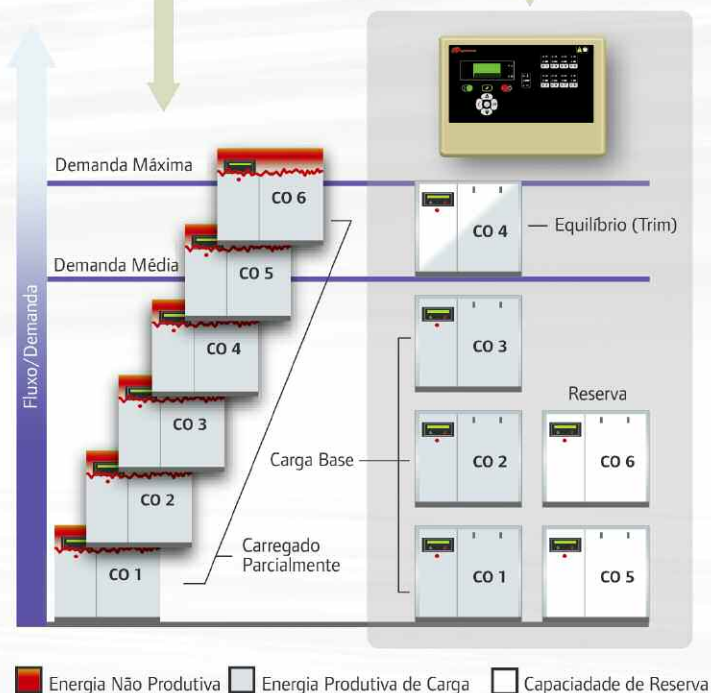 Demanda Máxima
CO 6
CO 4
Equilíbrio (Trim)
Demanda Média
CO 5
Fluxo/Demanda
CO 4
CO 3
CO 3
Reserva
Carga Base
CO 2
CO 6
CO 2
Carregado
Parcialmente
CO 1
CO 1
CO 5
Energia Não Produtiva
Energia Produtiva de Carga
Capaciadade de Reserva